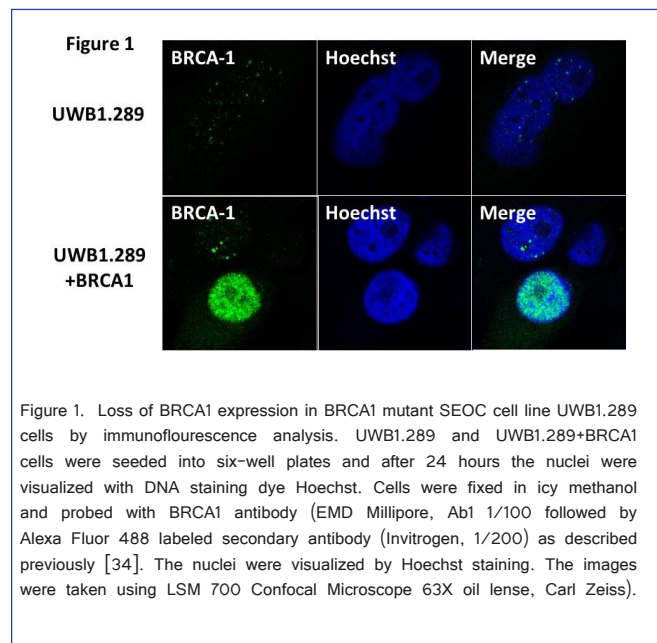 Figure 1
BRCA-1 Hoechst Merge
UWB1.289
BRCA-1 Hoechst Merge
UWB1.289
+BRCA1
Figure 1. Loss of BRCA1 expression in BRCA1 mutant SEOC cell line UWB1.289
cells by immunoflourescence analysis. UWB1.289 and UWB1.289+BRCA1
cells were seeded into six-well plates and after 24 hours the nuclei were
visualized with DNA staining dye Hoechst. Cells were fixed in icy methanol
and probed with BRCA1 antibody (EMD Millipore, Ab1 1/100 followed by
Alexa Fluor 488 labeled secondary antibody (Invitrogen, 1/200) as described
previously [34]. The nuclei were visualized by Hoechst staining. The images
were taken using LSM 700 Confocal Microscope 63X oil lense, Carl Zeiss).